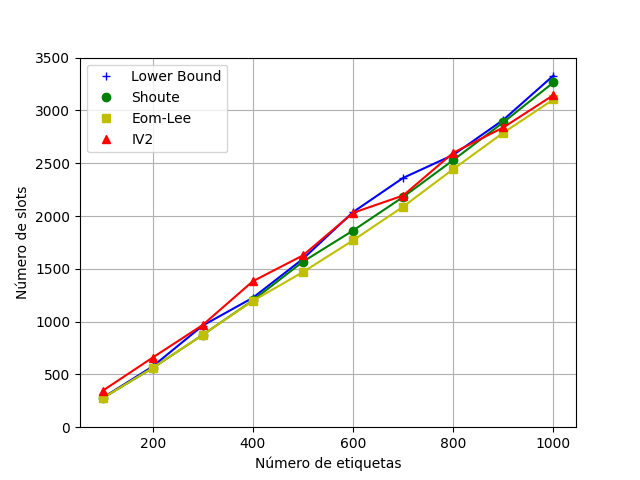 3500
3000
2500
2000
1500
1000
500
0
Número de slots
Lower Bound
Shoute
Eom-Lee
IV2
200
400
600
800
1000
Número de etiquetas